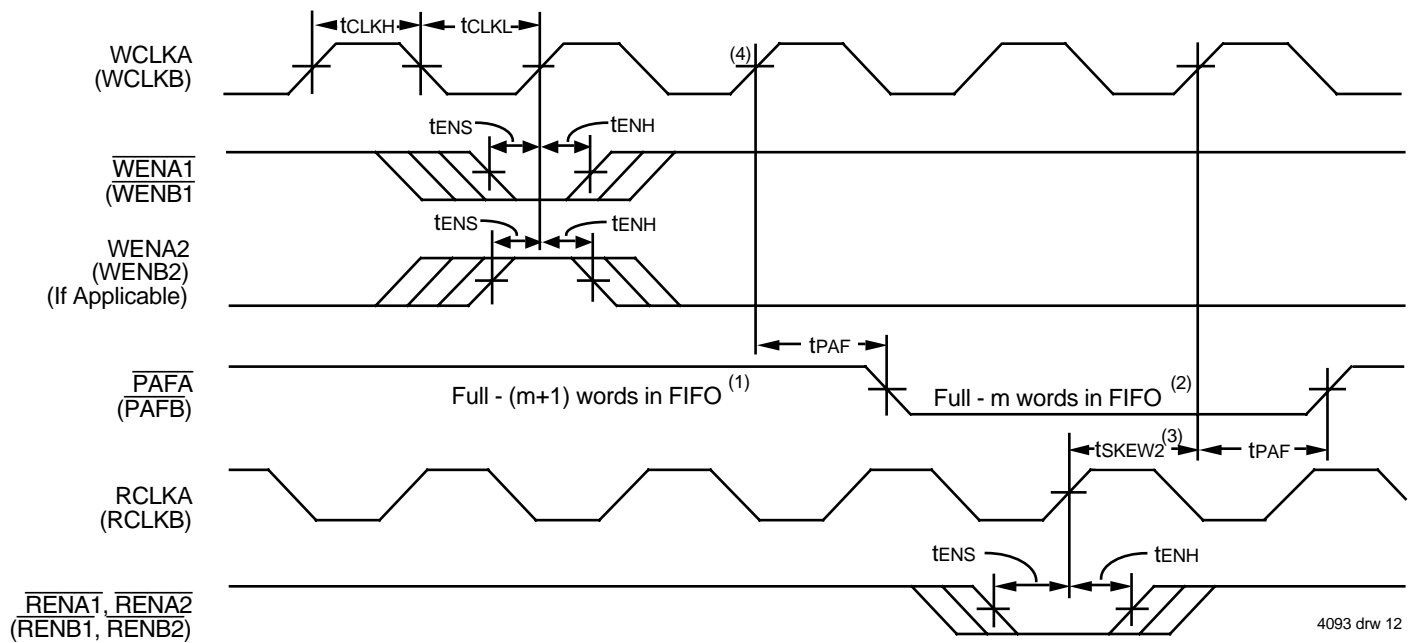 tCLKH
tCLKL
WCLKA
(WCLKB)
(4)
tENS
tENH
WENA1
(WENB1
tENS
tENH
WENA2
(WENB2)
(If Applicable)
tPAF
PAFA
(PAFB)
Full - (m+1) words in FIFO (1)
Full - m words in FIFO (2)
tSKEW2 (3)
tPAF
RCLKA
(RCLKB)
tENS
tENH
RENA1, RENA2
(RENB1, RENB2)
4093 drw 12